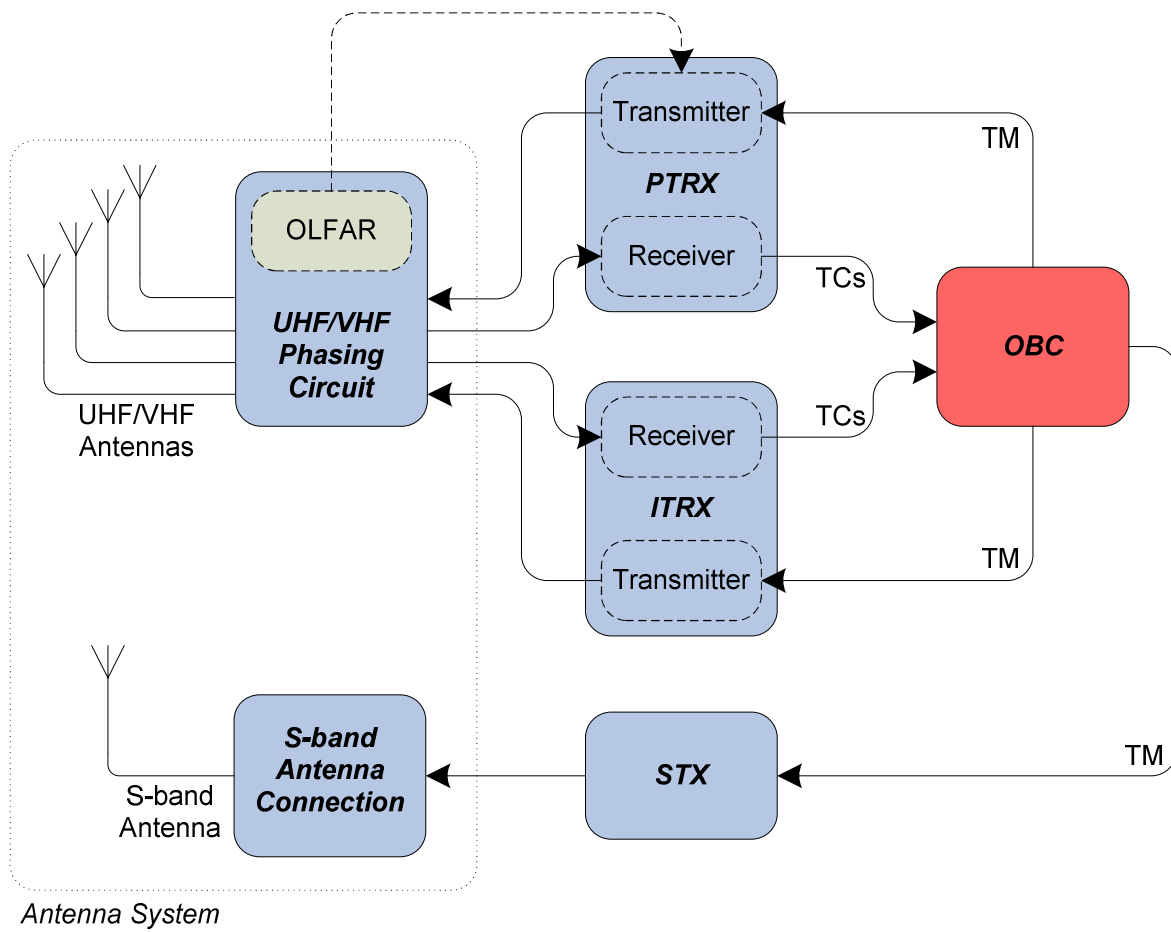 Transmitter
TM
PTRX
OLFAR
Receiver
TCs
UHF/VHF
Phasing
Circuit
OBC
UHF/VHF
Antennas
TCs
Receiver
ITRX
Transmitter
TM
S-band
Antenna
Connection
STX
TM
S-band
Antenna
Antenna System